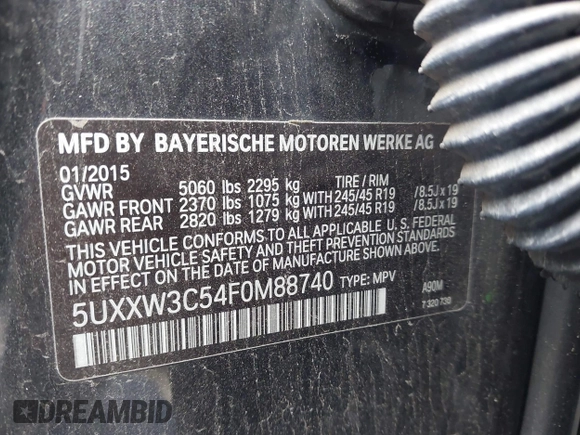 MFD BY BAYERISCHE MOTOREN WERKE AG
01/2015
GVWR 5060 lbs 2295 kg TIRE / RIM
GAWR FRONT 2370 lbs 1075 kg WITH 245/45 R19 /8.5J x 19
GAWR REAR 2820 lbs 1279 kg WITH 245/45 R19 /8.5J x 19
THIS VEHICLE CONFORMS TO ALL APPLICABLE U. S. FEDERAL
MOTOR VEHICLE SAFETY AND THEFT PREVENTION STANDARDS
IN EFFECT ON THE DATE OF MANUFACTURE SHOWN ABOVE.
5UXXW3C54F0M88740 TYPE: MPV A90M
7 320 730
DREAMBID